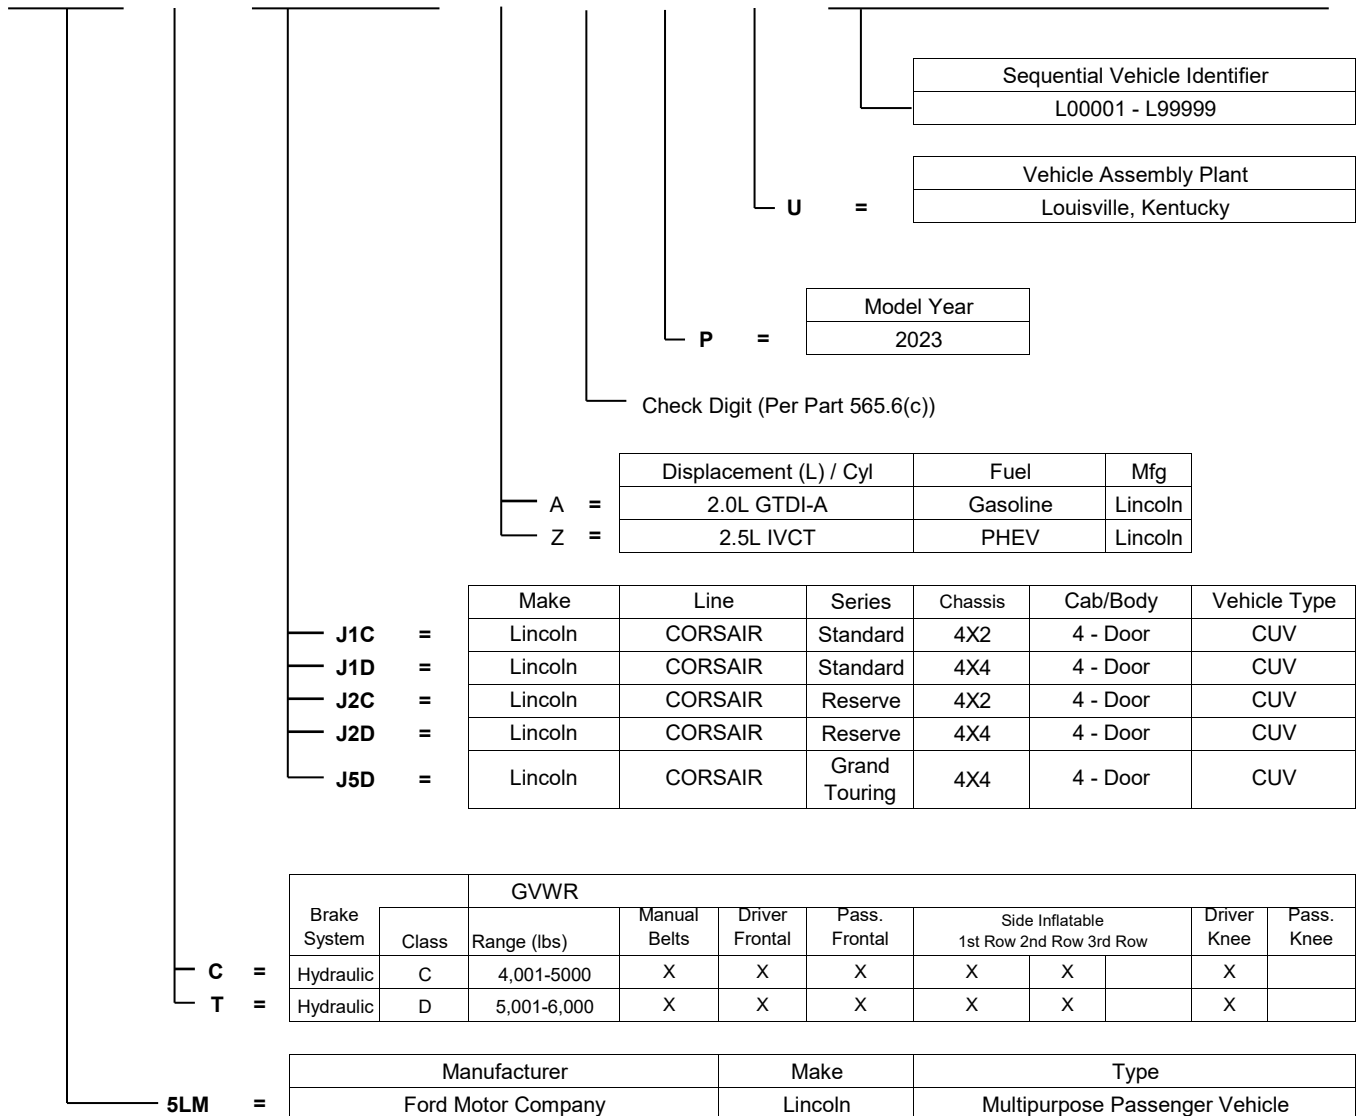 Sequential Vehicle Identifier
L00001 - L99999
Vehicle Assembly Plant
U = Louisville, Kentucky
Model Year
P = 2023
Check Digit (Per Part 565.6(c))
Displacement (L) / Cyl Fuel Mfg
A = 2.0L GTDI-A Gasoline Lincoln
Z = 2.5L IVCT PHEV Lincoln
Make Line Series Chassis Cab/Body Vehicle Type
J1C = Lincoln CORSAIR Standard 4X2 4 - Door CUV
J1D = Lincoln CORSAIR Standard 4X4 4 - Door CUV
J2C = Lincoln CORSAIR Reserve 4X2 4 - Door CUV
J2D = Lincoln CORSAIR Reserve 4X4 4 - Door CUV
J5D = Lincoln CORSAIR Grand Touring 4X4 4 - Door CUV
GVWR
Brake System Class Range (lbs) Manual Belts Driver Frontal Pass. Frontal Side Inflatable 1st Row 2nd Row 3rd Row Driver Knee Pass. Knee
C = Hydraulic C 4,001-5000 X X X X X X
T = Hydraulic D 5,001-6,000 X X X X X X
Manufacturer Make Type
5LM = Ford Motor Company Lincoln Multipurpose Passenger Vehicle